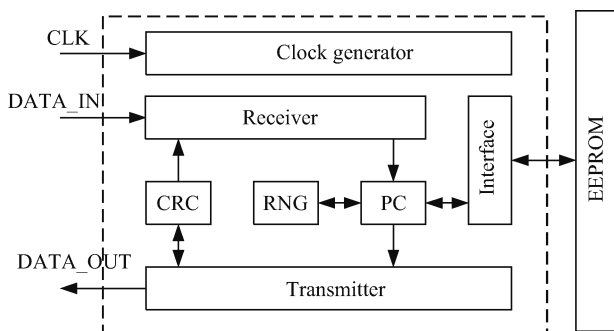 CLK
Clock generator
DATA_IN
Receiver
Interface
EEPROM
CRC
RNG
PC
DATA_OUT
Transmitter